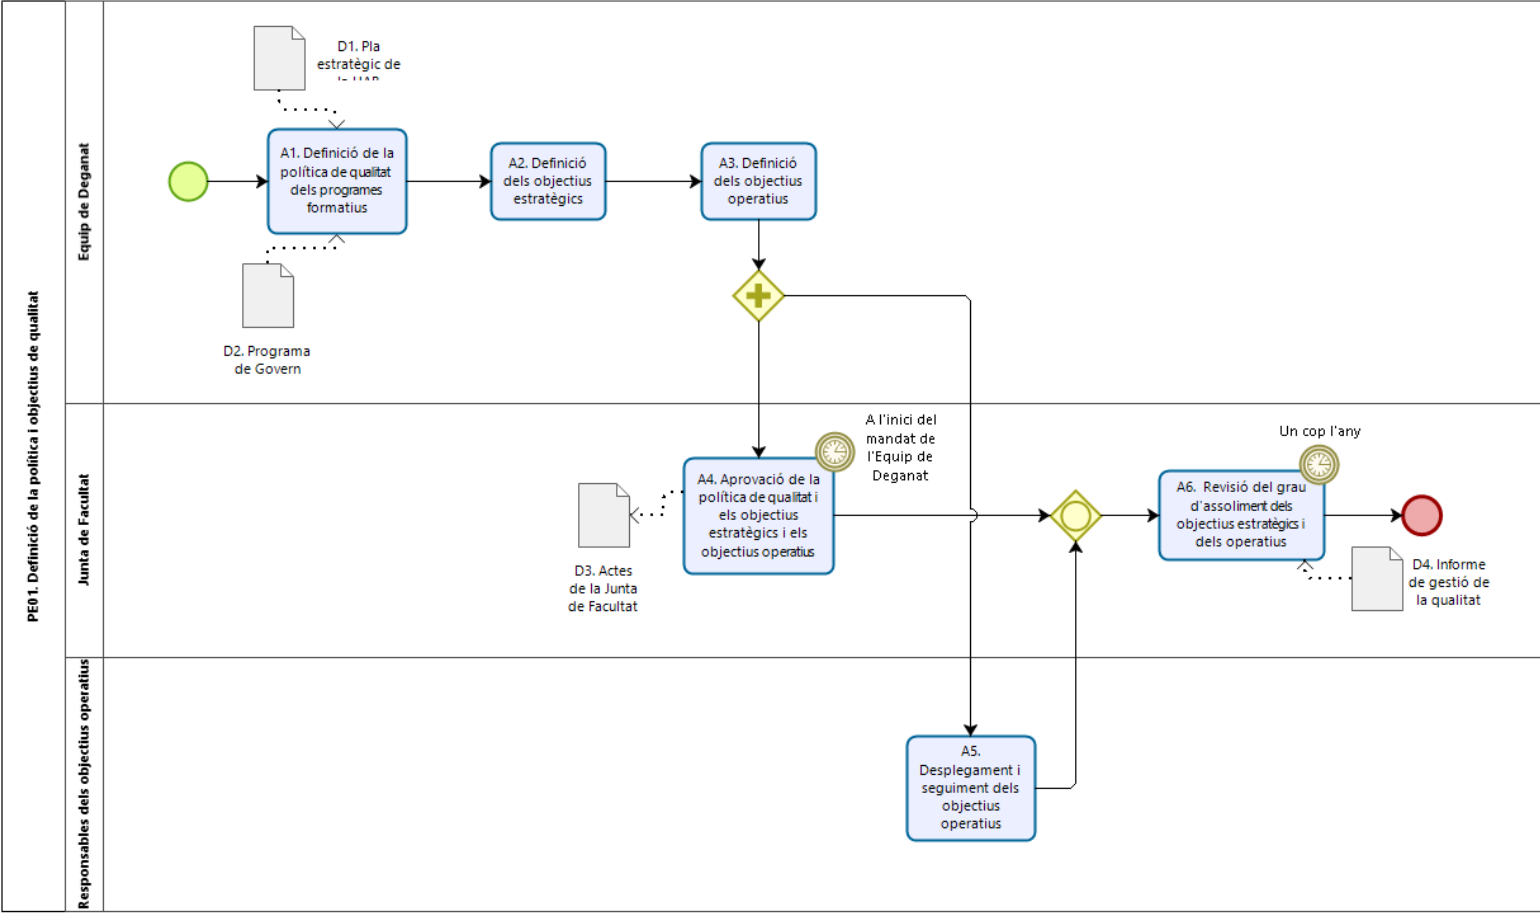 PE01. Definició de la política i objectius de qualitat
Equip de Deganat
D1. Pla
estratègic de
A1. Definició de la
política de qualitat
dels programes
formatius
A2. Definició
dels objectius
estratègics
A3. Definició
dels objectius
operatius
D2. Programa
de Govern
Junta de Facultat
A l'inici del
mandat de
l'Equip de
Deganat
A4. Aprovació de la
política de qualitat i
els objectius
estratègics i els
objectius operatius
D3. Actes
de la Junta
de Facultat
Un cop l'any
A6. Revisió del grau
d'assoliment dels
objectius estratègics i
dels operatius
D4. Informe
de gestió de
la qualitat
Responsables dels objectius operatius
A5.
Desplegament i
seguiment dels
objectius
operatius